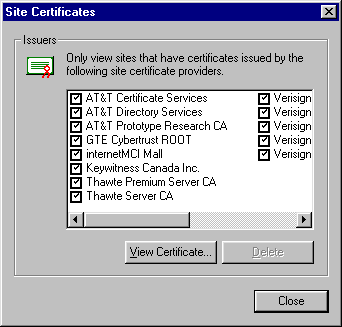 Site Certificates
Issuers
Only view sites that have certificates issued by the
following site certificate providers.
AT&T Certificate Services
AT&T Directory Services
AT&T Prototype Research CA
GTE Cybertrust ROOT
internetMCI Mall
Keywitness Canada Inc.
Thawte Premium Server CA
Thawte Server CA
Verisign
Verisign
Verisign
Verisign
Verisign
View Certificate...
Delete
Close